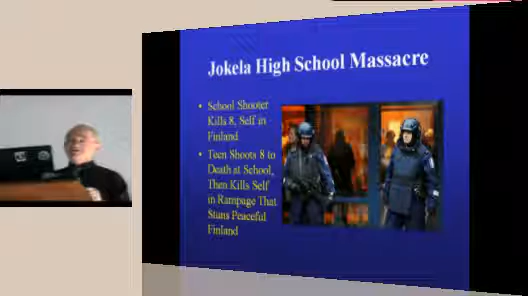 Jokela High School Massacre
• School Shooter
Kills 8, Self in
Finland
• Teen Shoots 8 to
Death at School,
Then Kills Self
in Rampage That
Stuns Peaceful
Finland